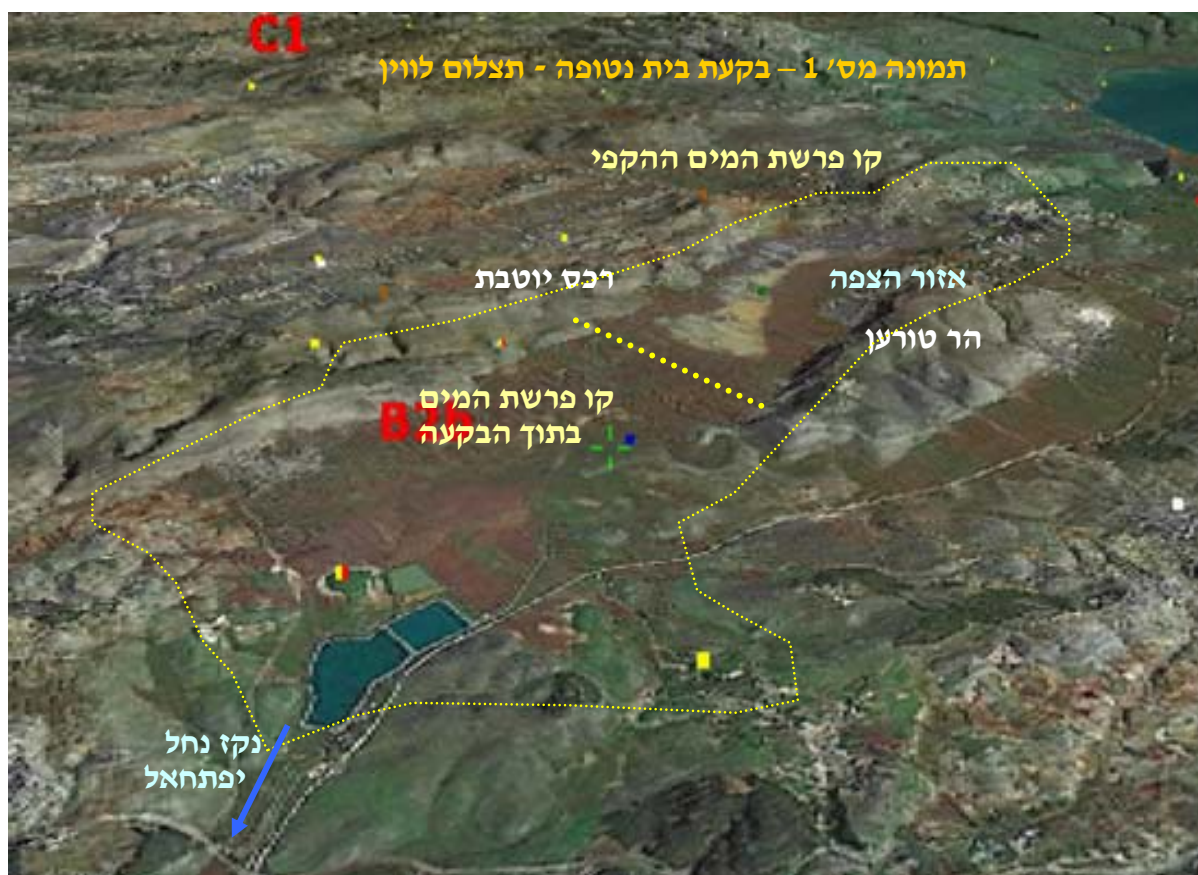 C1
תמונה מס' 1 – בקעת בית נטופה - תצלום לווין
קו פרשת המים ההקפי
רכס יוטבת
אזור הצפה
הר טורען
קו פרשת המים
בתוך הבקעה
נקז נחל
יפתחאל